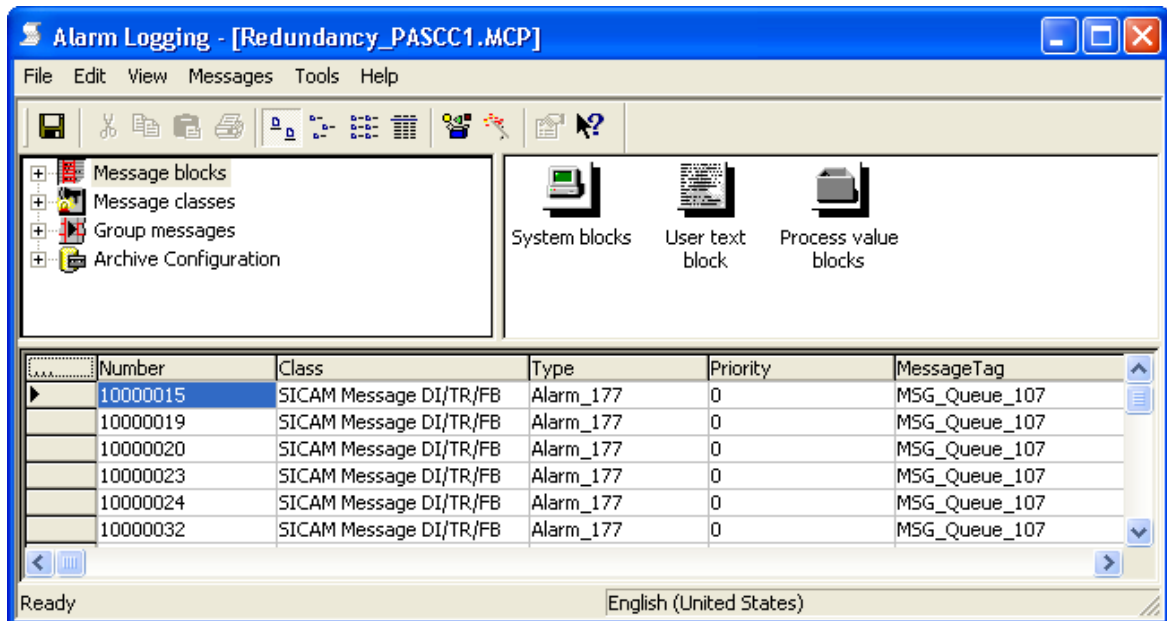 Alarm Logging - [Redundancy_PASCC1.MCP]
File Edit View Messages Tools Help
Message blocks
Message classes
Group messages
Archive Configuration
System blocks
User text block
Process value blocks
Number Class Type Priority MessageTag
10000015 SICAM Message DI/TR/FB Alarm_177 0 MSG_Queue_107
10000019 SICAM Message DI/TR/FB Alarm_177 0 MSG_Queue_107
10000020 SICAM Message DI/TR/FB Alarm_177 0 MSG_Queue_107
10000023 SICAM Message DI/TR/FB Alarm_177 0 MSG_Queue_107
10000024 SICAM Message DI/TR/FB Alarm_177 0 MSG_Queue_107
10000032 SICAM Message DI/TR/FB Alarm_177 0 MSG_Queue_107
Ready English (United States)